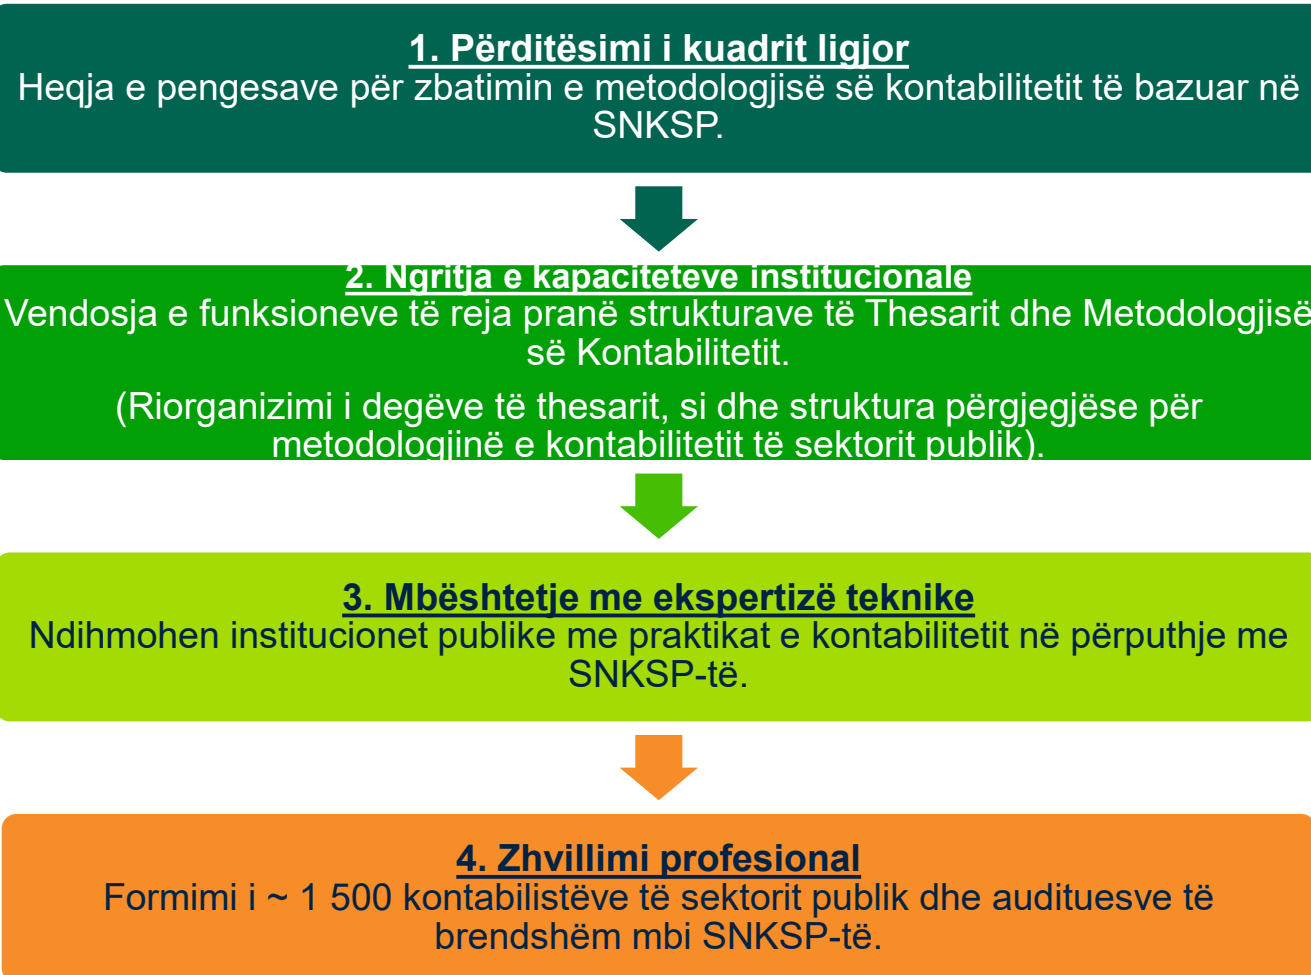 1. Përditësimi i kuadrit ligjor
Heqja e pengesave për zbatimin e metodologjisë së kontabilitetit të bazuar në
SNKSP.
2. Ngritja e kapaciteteve institucionale
Vendosja e funksioneve të reja pranë strukturave të Thesarit dhe Metodologjisë
së Kontabilitetit.
(Riorganizimi i degëve të thesarit, si dhe struktura përgjegjëse për
metodologjinë e kontabilitetit të sektorit publik).
3. Mbështetje me ekspertizë teknike
Ndihmohen institucionet publike me praktikat e kontabilitetit në përputhje me
SNKSP-të.
4. Zhvillimi profesional
Formimi i ~ 1 500 kontabilistëve të sektorit publik dhe audituesve të
brendshëm mbi SNKSP-të.